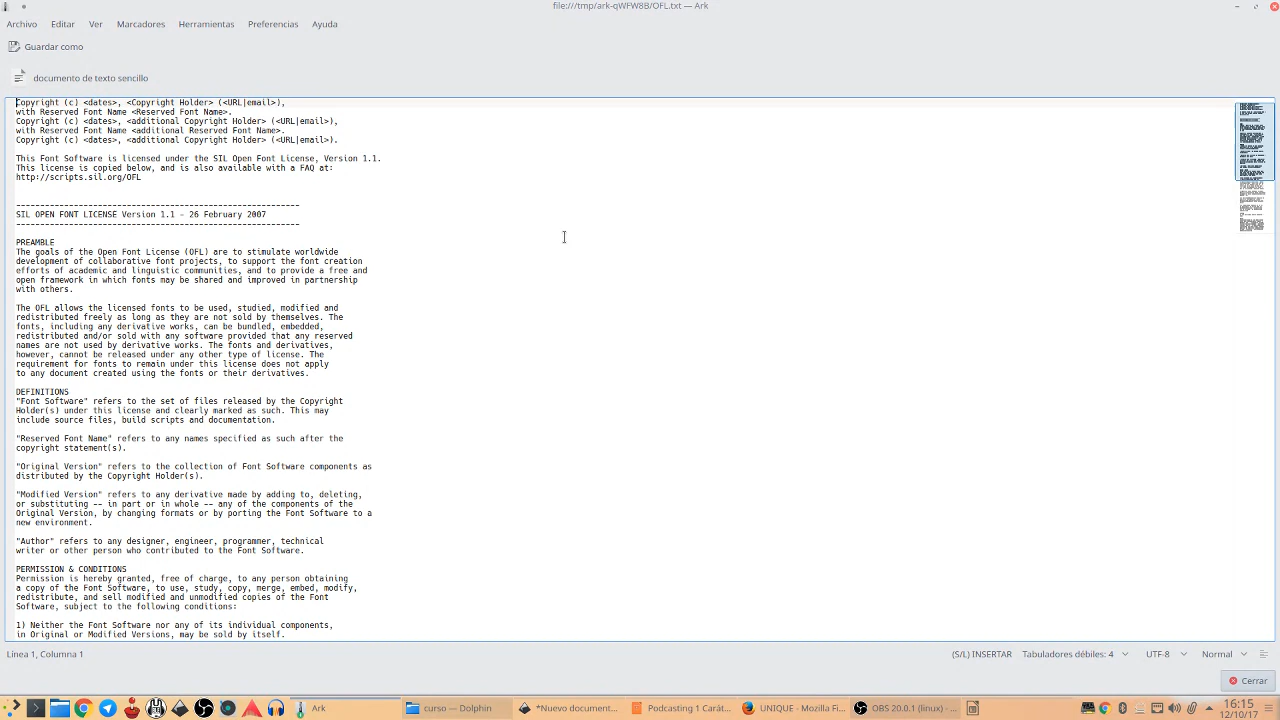 file:///tmp/ark-qWFW8B/OFL.txt — Ark
Archivo Editar Ver Marcadores Herramientas Preferencias Ayuda
Guardar como
documento de texto sencillo
Copyright (c) <dates>, <Copyright Holder> (<URL|email>),
with Reserved Font Name <Reserved Font Name>.
Copyright (c) <dates>, <additional Copyright Holder> (<URL|email>),
with Reserved Font Name <additional Reserved Font Name>.
Copyright (c) <dates>, <additional Copyright Holder> (<URL|email>).
This Font Software is licensed under the SIL Open Font License, Version 1.1.
This license is copied below, and is also available with a FAQ at:
http://scripts.sil.org/OFL
-----------------------------------------------------------
SIL OPEN FONT LICENSE Version 1.1 - 26 February 2007
-----------------------------------------------------------
PREAMBLE
The goals of the Open Font License (OFL) are to stimulate worldwide
development of collaborative font projects, to support the font creation
efforts of academic and linguistic communities, and to provide a free and
open framework in which fonts may be shared and improved in partnership
with others.
The OFL allows the licensed fonts to be used, studied, modified and
redistributed freely as long as they are not sold by themselves. The
fonts, including any derivative works, can be bundled, embedded,
redistributed and/or sold with any software provided that any reserved
names are not used by derivative works. The fonts and derivatives,
however, cannot be released under any other type of license. The
requirement for fonts to remain under this license does not apply
to any document created using the fonts or their derivatives.
DEFINITIONS
"Font Software" refers to the set of files released by the Copyright
Holder(s) under this license and clearly marked as such. This may
include source files, build scripts and documentation.
"Reserved Font Name" refers to any names specified as such after the
copyright statement(s).
"Original Version" refers to the collection of Font Software components as
distributed by the Copyright Holder(s).
"Modified Version" refers to any derivative made by adding to, deleting,
or substituting -- in part or in whole -- any of the components of the
Original Version, by changing formats or by porting the Font Software to a
new environment.
"Author" refers to any designer, engineer, programmer, technical
writer or other person who contributed to the Font Software.
PERMISSION & CONDITIONS
Permission is hereby granted, free of charge, to any person obtaining
a copy of the Font Software, to use, study, copy, merge, embed, modify,
redistribute, and sell modified and unmodified copies of the Font
Software, subject to the following conditions:
1) Neither the Font Software nor any of its individual components,
in Original or Modified Versions, may be sold by itself.
Línea 1, Columna 1 (S/L) INSERTAR Tabuladores débiles: 4 UTF-8 Normal
Cerrar
Ark curso — Dolphin *Nuevo document... Podcasting 1 Carát... UNIQUE - Mozilla Fi... OBS 20.0.1 (linux) - ... 16:15
12/10/17